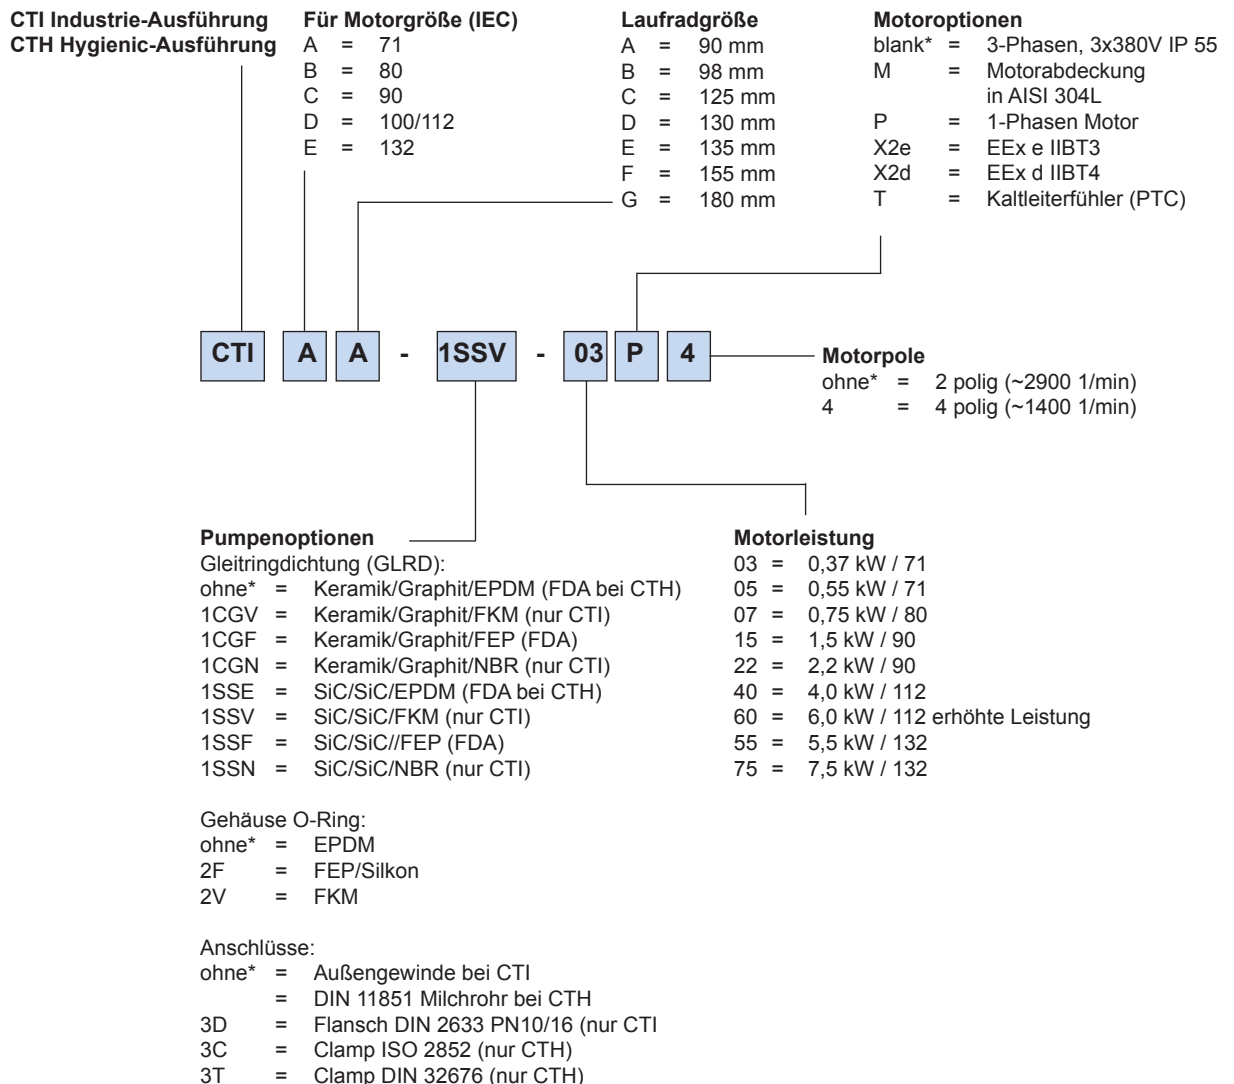 CTI Industrie-Ausführung
CTH Hygienic-Ausführung
Für Motorgröße (IEC)
A = 71
B = 80
C = 90
D = 100/112
E = 132
Laufradgröße
A = 90 mm
B = 98 mm
C = 125 mm
D = 130 mm
E = 135 mm
F = 155 mm
G = 180 mm
Motoroptionen
blank* = 3-Phasen, 3x380V IP 55
M = Motorabdeckung
in AISI 304L
P = 1-Phasen Motor
X2e = EEx e IIBT3
X2d = EEx d IIBT4
T = Kaltleiterfühler (PTC)
CTI A A - 1SSV - 03 P 4
Motorpole
ohne* = 2 polig (~2900 1/min)
4 = 4 polig (~1400 1/min)
Pumpenoptionen
Gleitringdichtung (GLRD):
ohne* = Keramik/Graphit/EPDM (FDA bei CTH)
1CGV = Keramik/Graphit/FKM (nur CTI)
1CGF = Keramik/Graphit/FEP (FDA)
1CGN = Keramik/Graphit/NBR (nur CTI)
1SSE = SiC/SiC/EPDM (FDA bei CTH)
1SSV = SiC/SiC/FKM (nur CTI)
1SSF = SiC/SiC//FEP (FDA)
1SSN = SiC/SiC/NBR (nur CTI)
Gehäuse O-Ring:
ohne* = EPDM
2F = FEP/Silkon
2V = FKM
Anschlüsse:
ohne* = Außengewinde bei CTI
= DIN 11851 Milchrohr bei CTH
3D = Flansch DIN 2633 PN10/16 (nur CTI
3C = Clamp ISO 2852 (nur CTH)
3T = Clamp DIN 32676 (nur CTH)
Motorleistung
03 = 0,37 kW / 71
05 = 0,55 kW / 71
07 = 0,75 kW / 80
15 = 1,5 kW / 90
22 = 2,2 kW / 90
40 = 4,0 kW / 112
60 = 6,0 kW / 112 erhöhte Leistung
55 = 5,5 kW / 132
75 = 7,5 kW / 132